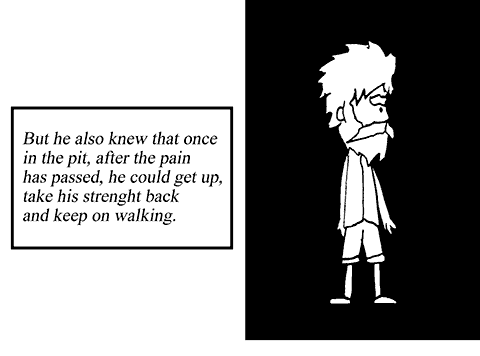 But he also knew that once
in the pit, after the pain
has passed, he could get up,
take his strenght back
and keep on walking.